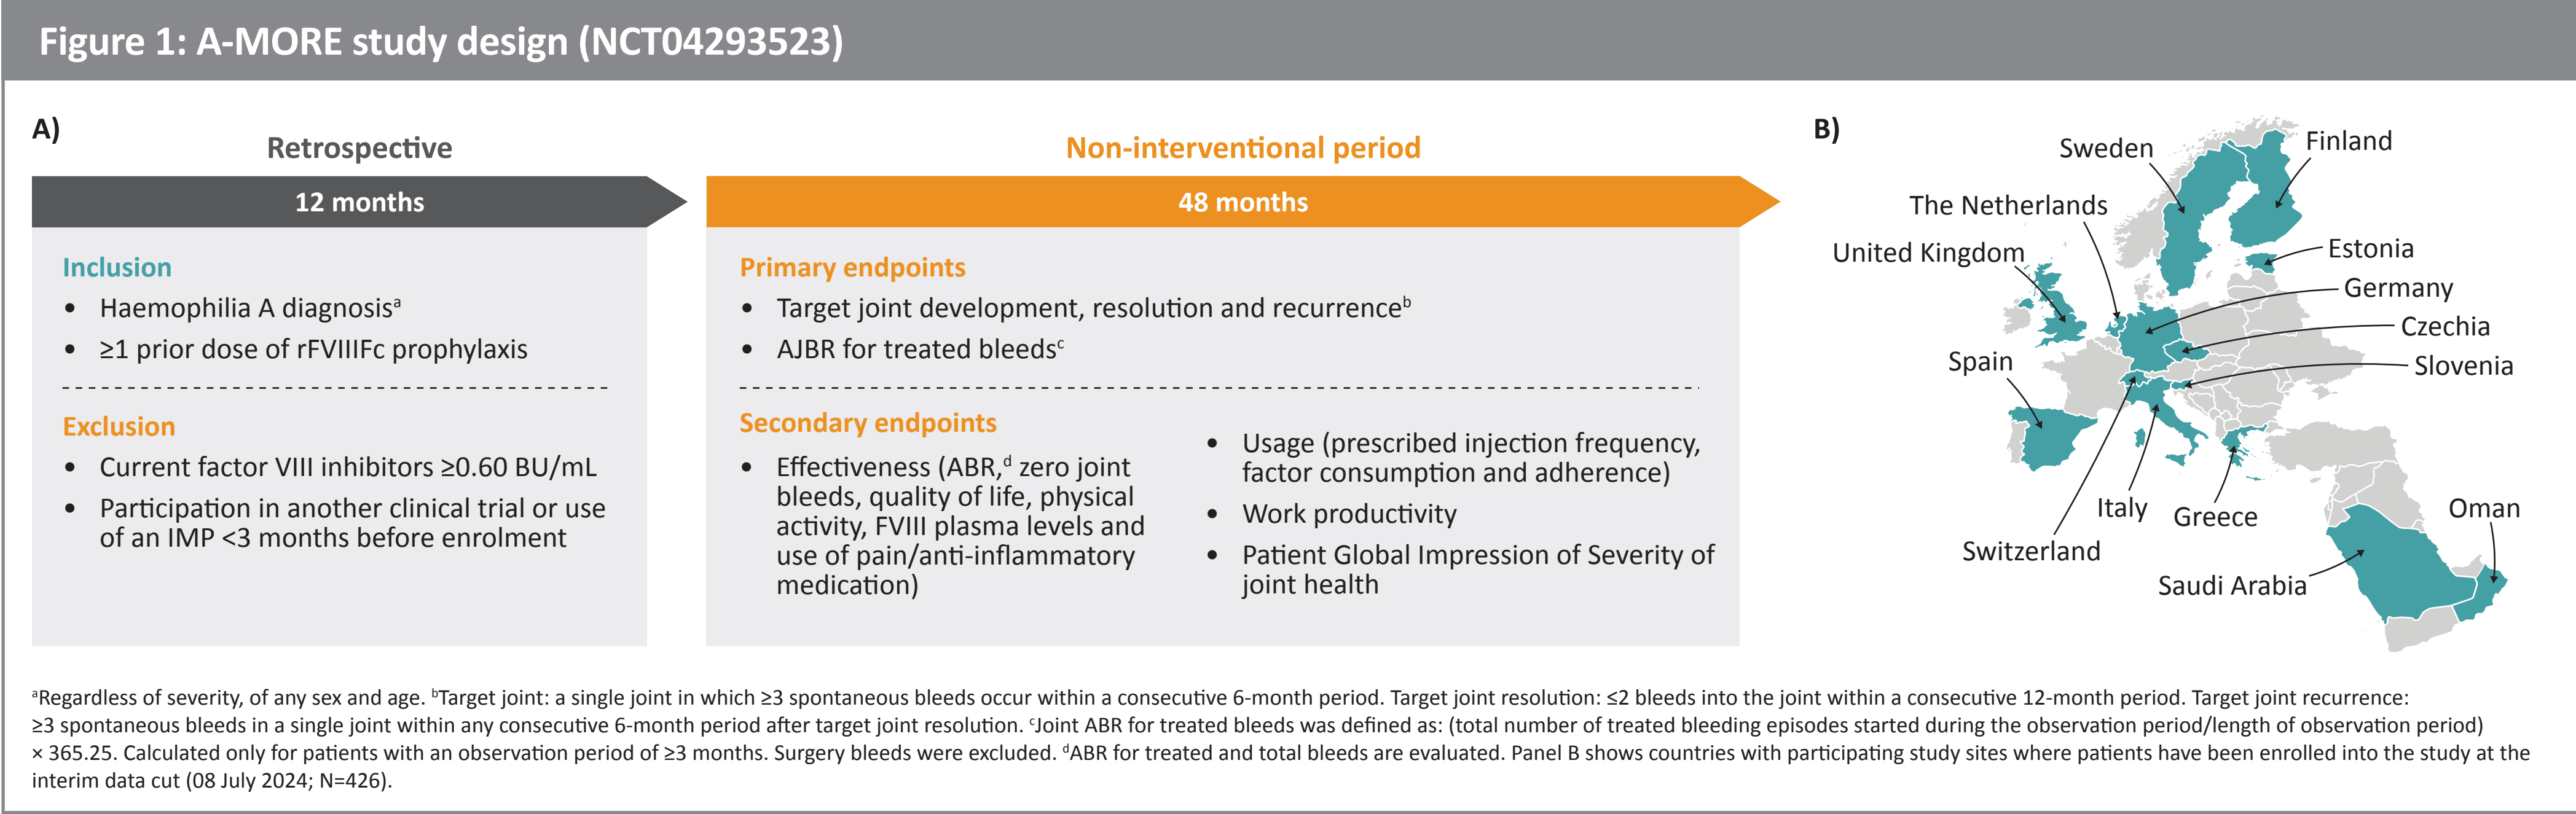 Figure 1: A-MORE study design (NCT04293523)
A)
Retrospective
12 months
Inclusion
• Haemophilia A diagnosisᵃ
• ≥1 prior dose of rFVIIIFc prophylaxis
Exclusion
• Current factor VIII inhibitors ≥0.60 BU/mL
• Participation in another clinical trial or use
of an IMP <3 months before enrolment
Non-interventional period
48 months
Primary endpoints
• Target joint development, resolution and recurrenceᵇ
• AJBR for treated bleedsᶜ
Secondary endpoints
• Effectiveness (ABR,ᵈ zero joint
bleeds, quality of life, physical
activity, FVIII plasma levels and
use of pain/anti-inflammatory
medication)
• Usage (prescribed injection frequency,
factor consumption and adherence)
• Work productivity
• Patient Global Impression of Severity of
joint health
B)
Sweden
Finland
The Netherlands
United Kingdom
Estonia
Germany
Czechia
Spain
Slovenia
Italy
Greece
Oman
Switzerland
Saudi Arabia
ᵃRegardless of severity, of any sex and age. ᵇTarget joint: a single joint in which ≥3 spontaneous bleeds occur within a consecutive 6-month period. Target joint resolution: ≤2 bleeds into the joint within a consecutive 12-month period. Target joint recurrence:
≥3 spontaneous bleeds in a single joint within any consecutive 6-month period after target joint resolution. ᶜJoint ABR for treated bleeds was defined as: (total number of treated bleeding episodes started during the observation period/length of observation period)
× 365.25. Calculated only for patients with an observation period of ≥3 months. Surgery bleeds were excluded. ᵈABR for treated and total bleeds are evaluated. Panel B shows countries with participating study sites where patients have been enrolled into the study at the
interim data cut (08 July 2024; N=426).